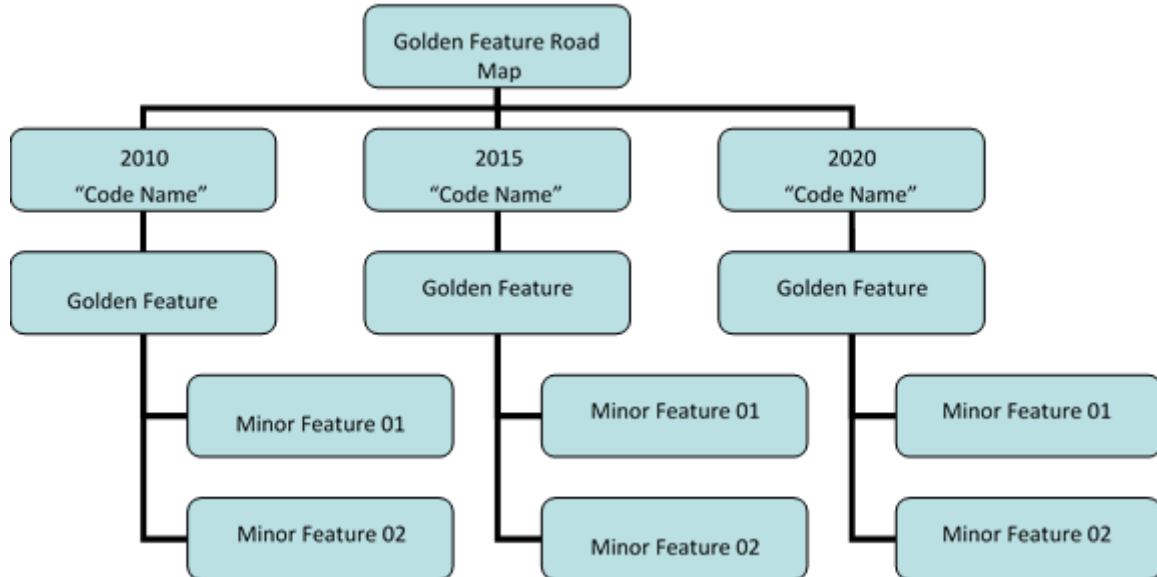 Golden Feature Road
Map
2010
“Code Name”
2015
“Code Name”
2020
“Code Name”
Golden Feature
Golden Feature
Golden Feature
Minor Feature 01
Minor Feature 01
Minor Feature 01
Minor Feature 02
Minor Feature 02
Minor Feature 02